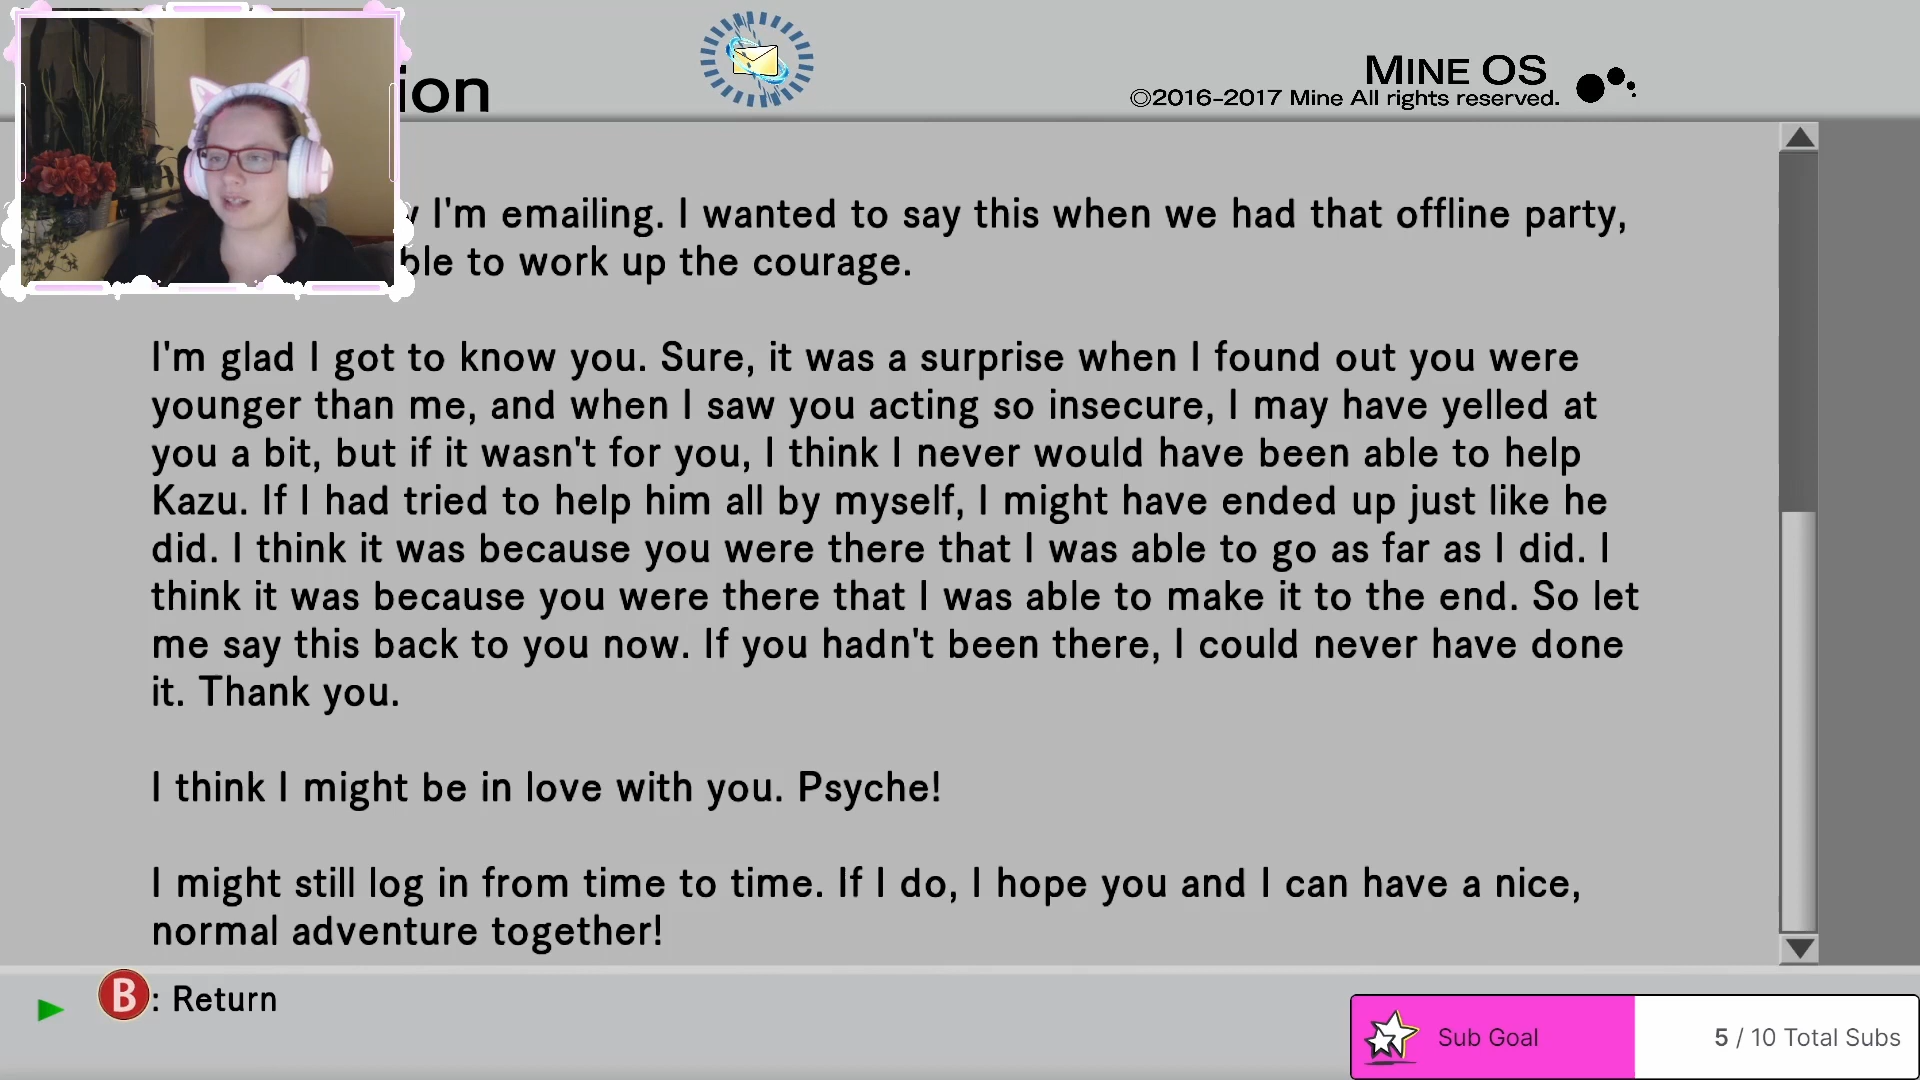 ion
MINE OS
©2016-2017 Mine All rights reserved.
I'm emailing. I wanted to say this when we had that offline party,
ble to work up the courage.
I'm glad I got to know you. Sure, it was a surprise when I found out you were
younger than me, and when I saw you acting so insecure, I may have yelled at
you a bit, but if it wasn't for you, I think I never would have been able to help
Kazu. If I had tried to help him all by myself, I might have ended up just like he
did. I think it was because you were there that I was able to go as far as I did. I
think it was because you were there that I was able to make it to the end. So let
me say this back to you now. If you hadn't been there, I could never have done
it. Thank you.
I think I might be in love with you. Psyche!
I might still log in from time to time. If I do, I hope you and I can have a nice,
normal adventure together!
B: Return
Sub Goal
5 / 10 Total Subs